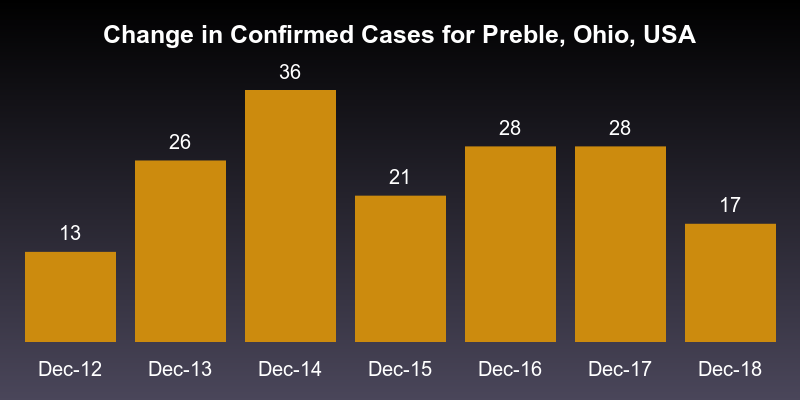 Change in Confirmed Cases for Preble, Ohio, USA
13
26
36
21
28
28
17
Dec-12
Dec-13
Dec-14
Dec-15
Dec-16
Dec-17
Dec-18